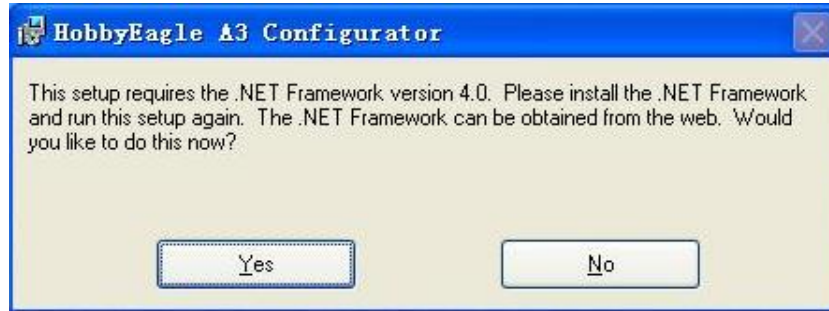 HobbyEagle A3 Configurator
This setup requires the .NET Framework version 4.0.  Please install the .NET Framework
and run this setup again.  The .NET Framework can be obtained from the web.  Would
you like to do this now?
Yes
No